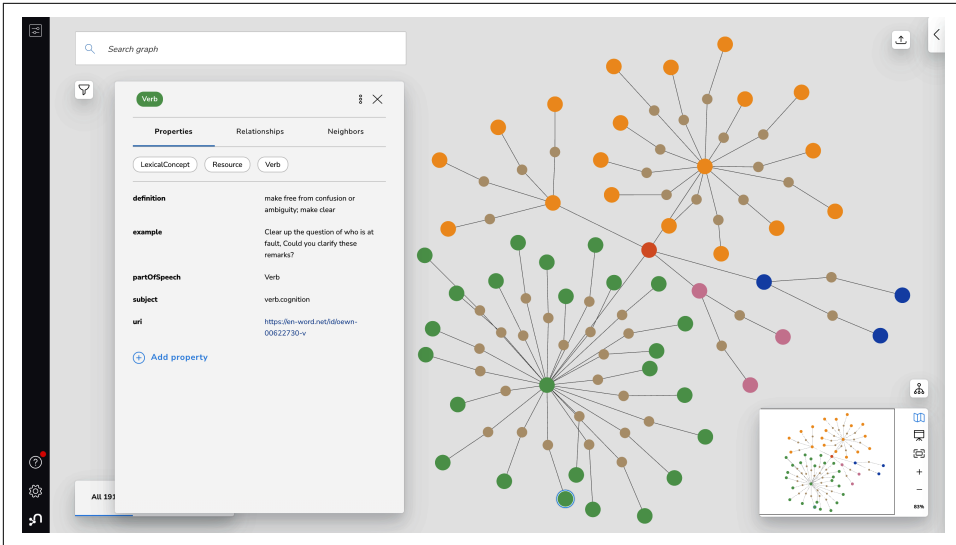 Search graph
Verb
Properties Relationships Neighbors
LexicalConcept Resource Verb
definition make free from confusion or
ambiguity; make clear
example Clear up the question of who is at
fault, Could you clarify these
remarks?
partOfSpeech Verb
subject verb.cognition
uri https://en-word.net/id/oewn-
00622730-v
Add property
All 191
83%